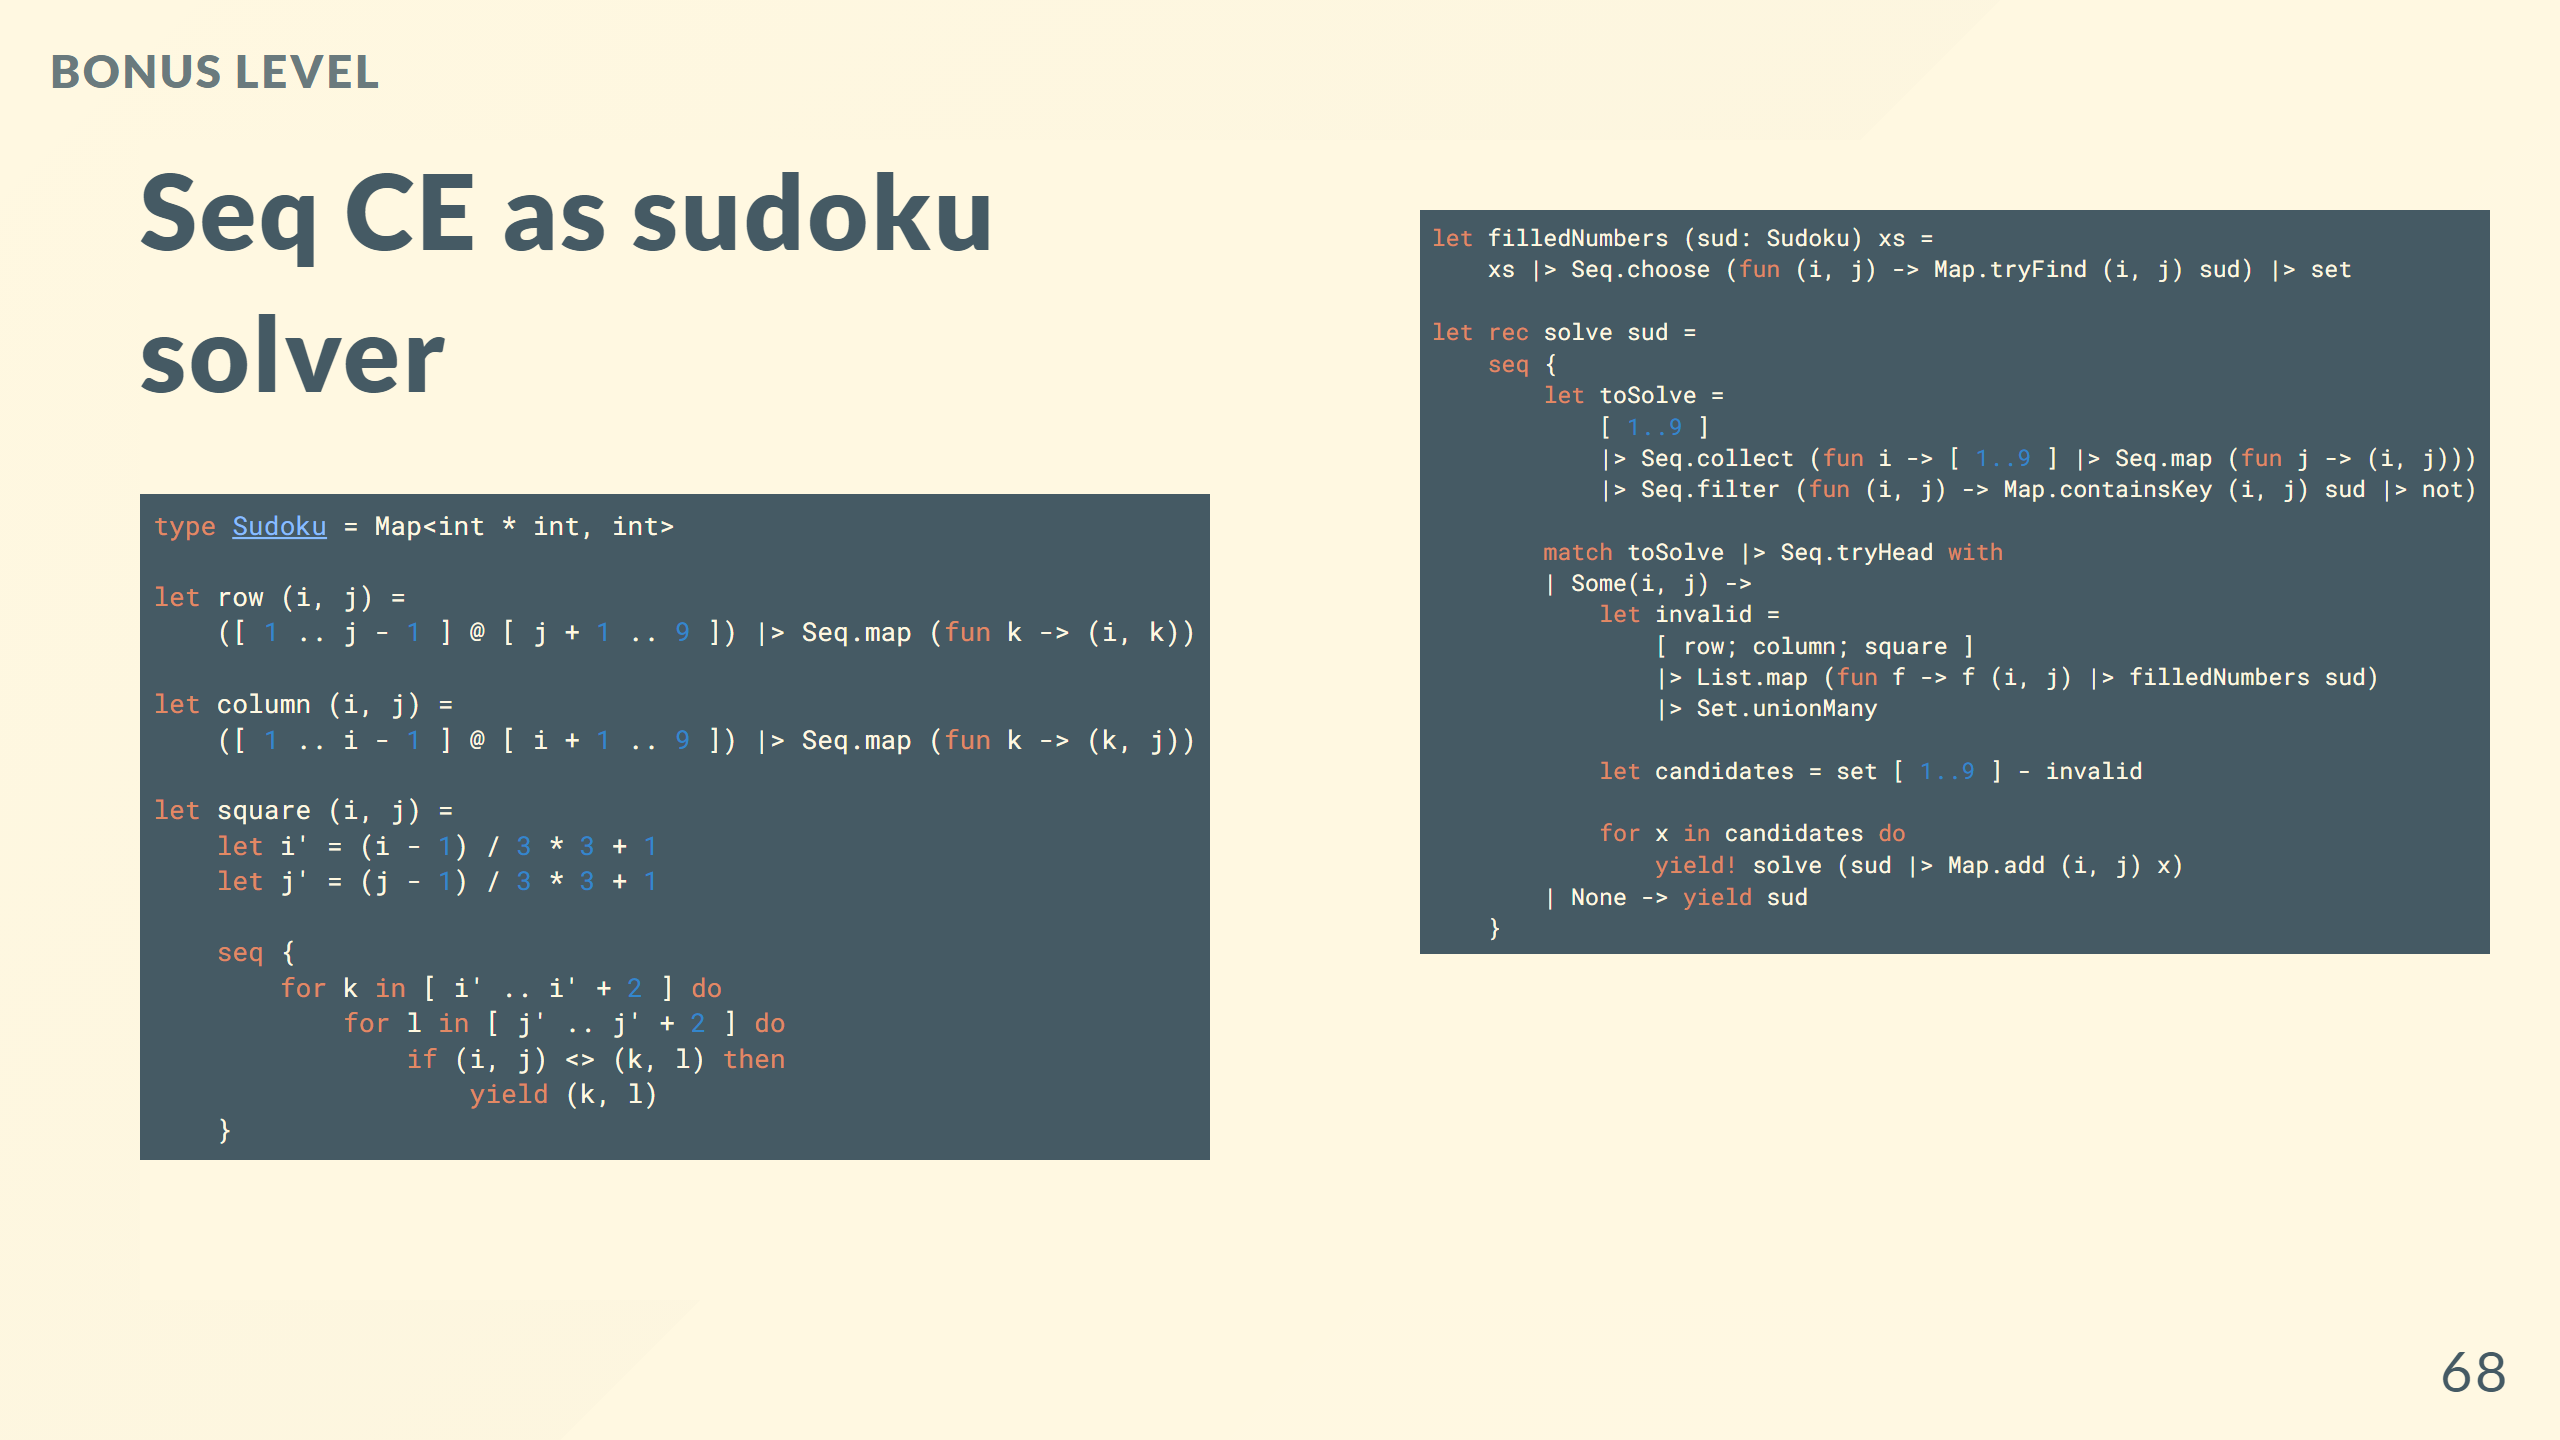 BONUS LEVEL
Seq CE as sudoku
solver
type Sudoku = Map<int * int, int>
let row (i, j) =
    ([ 1 .. j - 1 ] @ [ j + 1 .. 9 ]) |> Seq.map (fun k -> (i, k))
let column (i, j) =
    ([ 1 .. i - 1 ] @ [ i + 1 .. 9 ]) |> Seq.map (fun k -> (k, j))
let square (i, j) =
    let i' = (i - 1) / 3 * 3 + 1
    let j' = (j - 1) / 3 * 3 + 1
    seq {
        for k in [ i' .. i' + 2 ] do
            for l in [ j' .. j' + 2 ] do
                if (i, j) <> (k, l) then
                    yield (k, l)
    }
let filledNumbers (sud: Sudoku) xs =
    xs |> Seq.choose (fun (i, j) -> Map.tryFind (i, j) sud) |> set
let rec solve sud =
    seq {
        let toSolve =
            [ 1..9 ]
            |> Seq.collect (fun i -> [ 1..9 ] |> Seq.map (fun j -> (i, j)))
            |> Seq.filter (fun (i, j) -> Map.containsKey (i, j) sud |> not)
        match toSolve |> Seq.tryHead with
        | Some(i, j) ->
            let invalid =
                [ row; column; square ]
                |> List.map (fun f -> f (i, j) |> filledNumbers sud)
                |> Set.unionMany
            let candidates = set [ 1..9 ] - invalid
            for x in candidates do
                yield! solve (sud |> Map.add (i, j) x)
        | None -> yield sud
    }
68